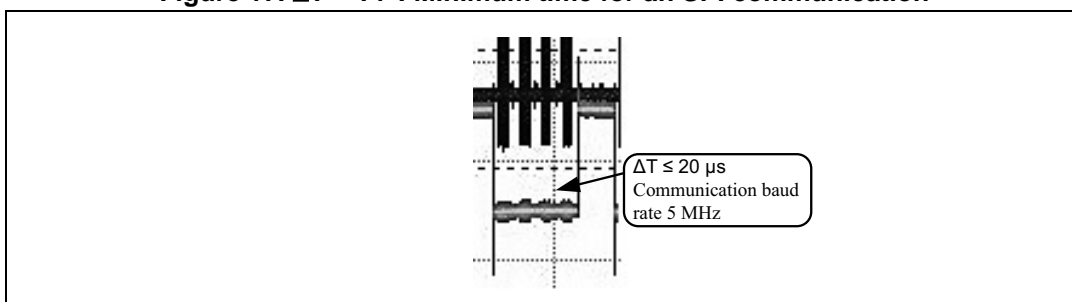 ΔT ≤ 20 µs
Communication baud
rate 5 MHz